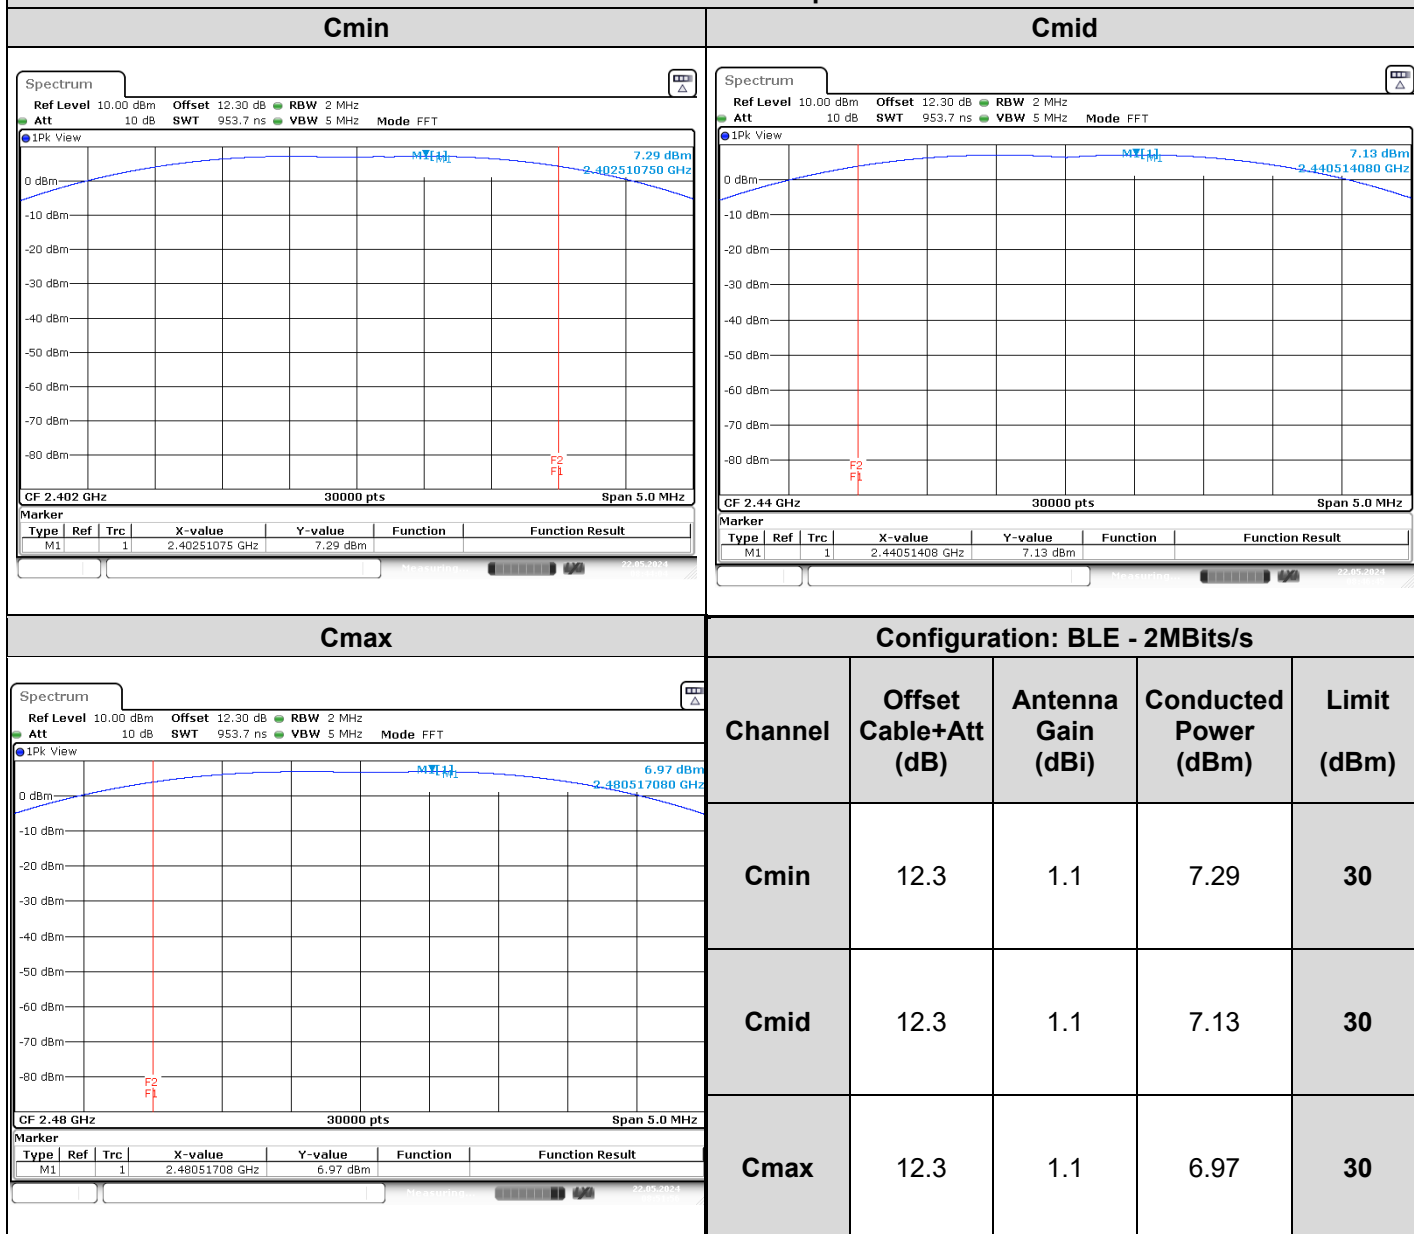 Cmin
Spectrum
Ref Level 10.00 dBm Offset 12.30 dB RBW 2 MHz
Att 10 dB SWT 953.7 ns VBW 5 MHz Mode FFT
1Pk View
M1[1] 7.29 dBm
M1
2.402510750 GHz
0 dBm
-10 dBm
-20 dBm
-30 dBm
-40 dBm
-50 dBm
-60 dBm
-70 dBm
-80 dBm
F2
F1
CF 2.402 GHz 30000 pts Span 5.0 MHz
Marker
Type Ref Trc X-value Y-value Function Function Result
M1 1 2.40251075 GHz 7.29 dBm
Measuring... 22.05.2024
Cmid
Spectrum
Ref Level 10.00 dBm Offset 12.30 dB RBW 2 MHz
Att 10 dB SWT 953.7 ns VBW 5 MHz Mode FFT
1Pk View
M1[1] 7.13 dBm
M1
2.440514080 GHz
0 dBm
-10 dBm
-20 dBm
-30 dBm
-40 dBm
-50 dBm
-60 dBm
-70 dBm
-80 dBm
F2
F1
CF 2.44 GHz 30000 pts Span 5.0 MHz
Marker
Type Ref Trc X-value Y-value Function Function Result
M1 1 2.44051408 GHz 7.13 dBm
Measuring... 22.05.2024
Cmax
Spectrum
Ref Level 10.00 dBm Offset 12.30 dB RBW 2 MHz
Att 10 dB SWT 953.7 ns VBW 5 MHz Mode FFT
1Pk View
M1[1] 6.97 dBm
M1
2.480517080 GHz
0 dBm
-10 dBm
-20 dBm
-30 dBm
-40 dBm
-50 dBm
-60 dBm
-70 dBm
-80 dBm
F2
F1
CF 2.48 GHz 30000 pts Span 5.0 MHz
Marker
Type Ref Trc X-value Y-value Function Function Result
M1 1 2.48051708 GHz 6.97 dBm
Measuring... 22.05.2024
Configuration: BLE - 2MBits/s
Channel Offset Cable+Att (dB) Antenna Gain (dBi) Conducted Power (dBm) Limit (dBm)
Cmin 12.3 1.1 7.29 30
Cmid 12.3 1.1 7.13 30
Cmax 12.3 1.1 6.97 30